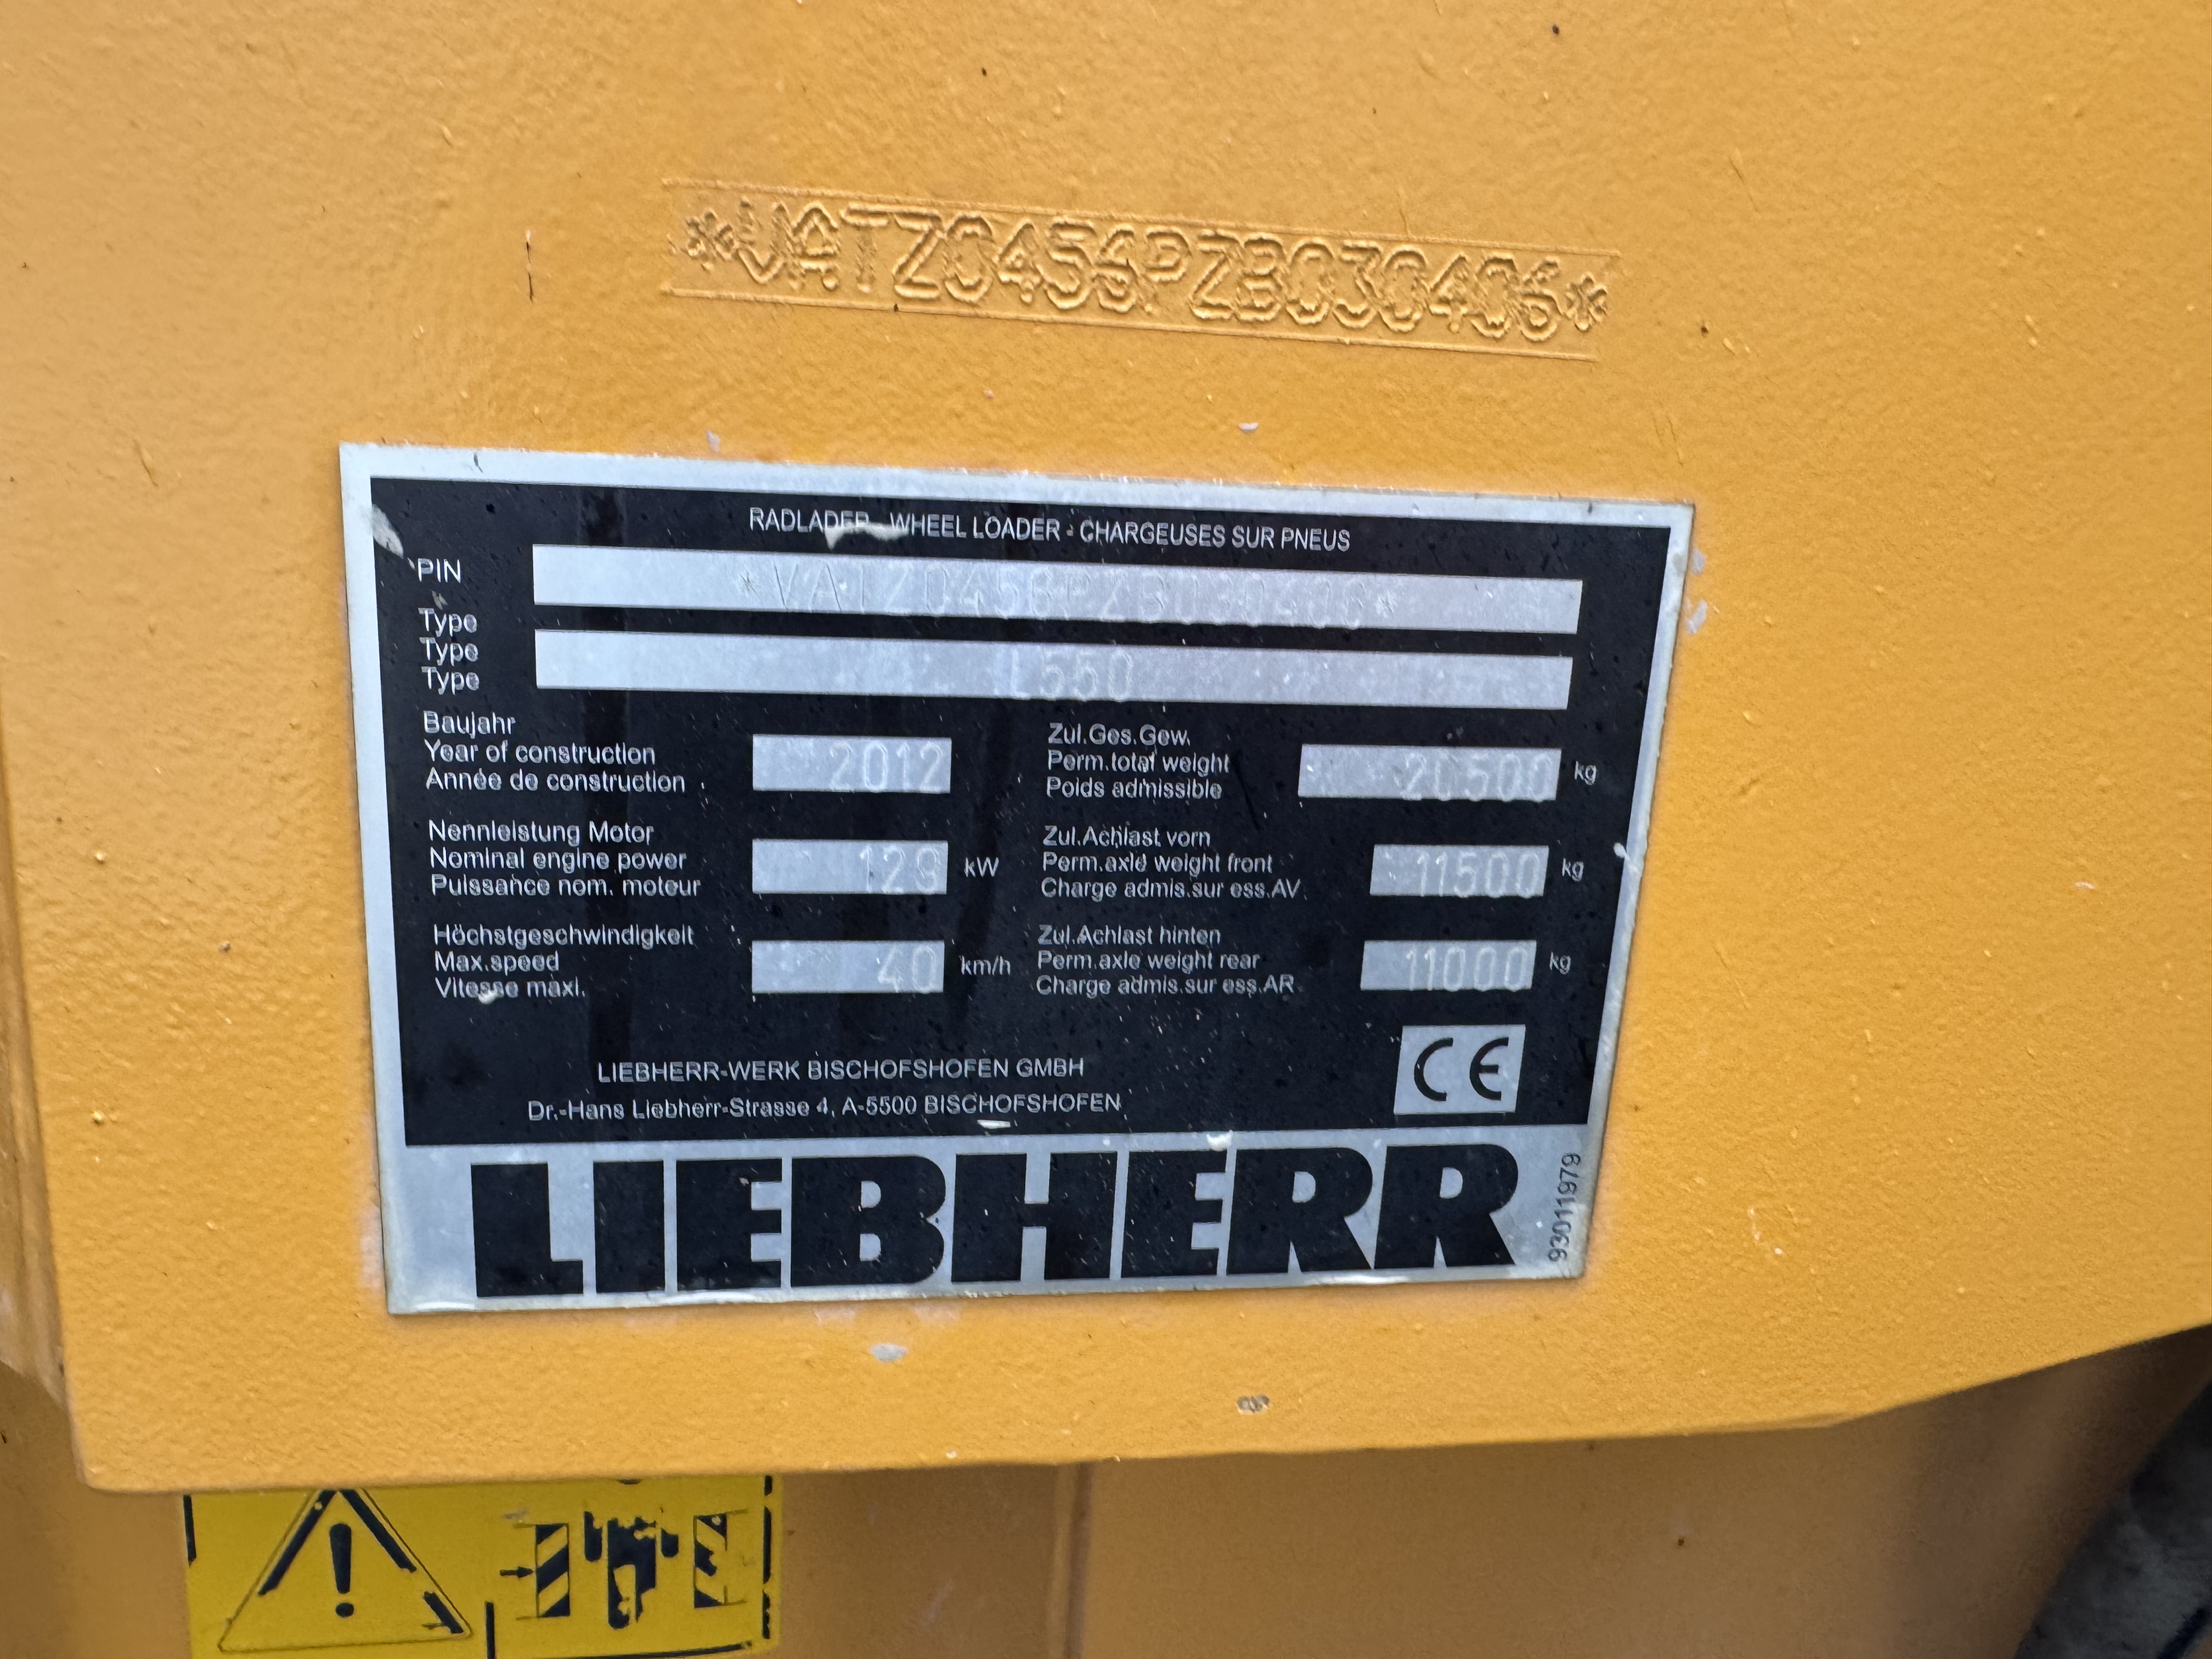 *VATZ0456PZB030406*
RADLADER - WHEEL LOADER - CHARGEUSES SUR PNEUS
PIN *VATZ0456PZB030406*
Type
Type L550
Type
Baujahr
Year of construction 2012
Année de construction
Zul.Ges.Gew.
Perm.total weight 20500 kg
Poids admissible
Nennleistung Motor
Nominal engine power 129 kW
Puissance nom. moteur
Zul.Achlast vorn
Perm.axle weight front 11500 kg
Charge admis.sur ess.AV.
Höchstgeschwindigkeit
Max.speed 40 km/h
Vitesse maxi.
Zul.Achlast hinten
Perm.axle weight rear 11000 kg
Charge admis.sur ess.AR.
LIEBHERR-WERK BISCHOFSHOFEN GMBH
Dr.-Hans Liebherr-Strasse 4, A-5500 BISCHOFSHOFEN
CE
LIEBHERR
93011979